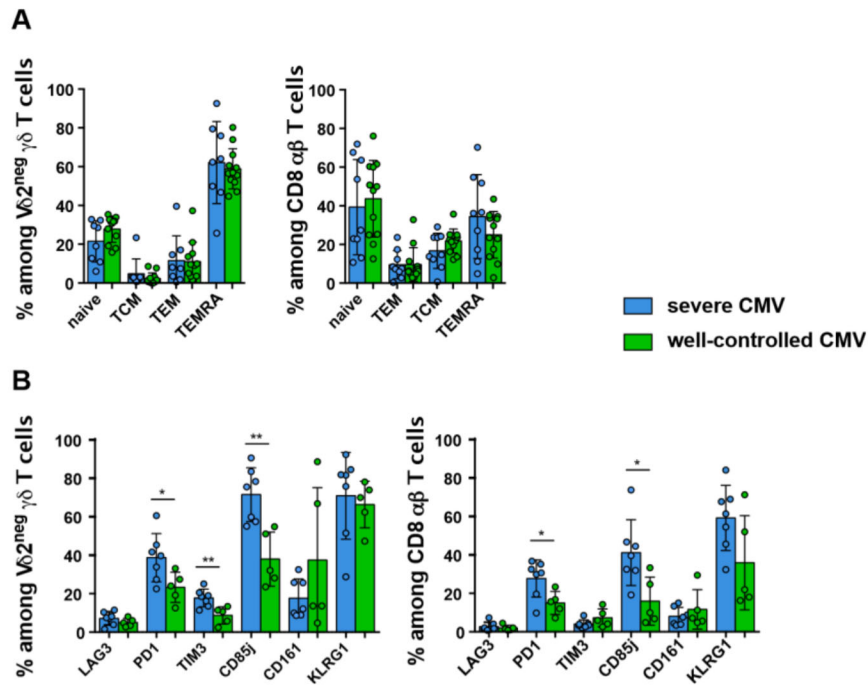 A
% among Vδ2neg γδ T cells
100
80
60
40
20
0
naive
TCM
TEM
TEMRA
% among CD8 αβ T cells
100
80
60
40
20
0
naive
TEM
TCM
TEMRA
severe CMV
well-controlled CMV
B
% among Vδ2neg γδ T cells
100
80
60
40
20
0
*
**
**
LAG3
PD1
TIM3
CD85j
CD161
KLRG1
% among CD8 αβ T cells
100
80
60
40
20
0
*
*
LAG3
PD1
TIM3
CD85j
CD161
KLRG1